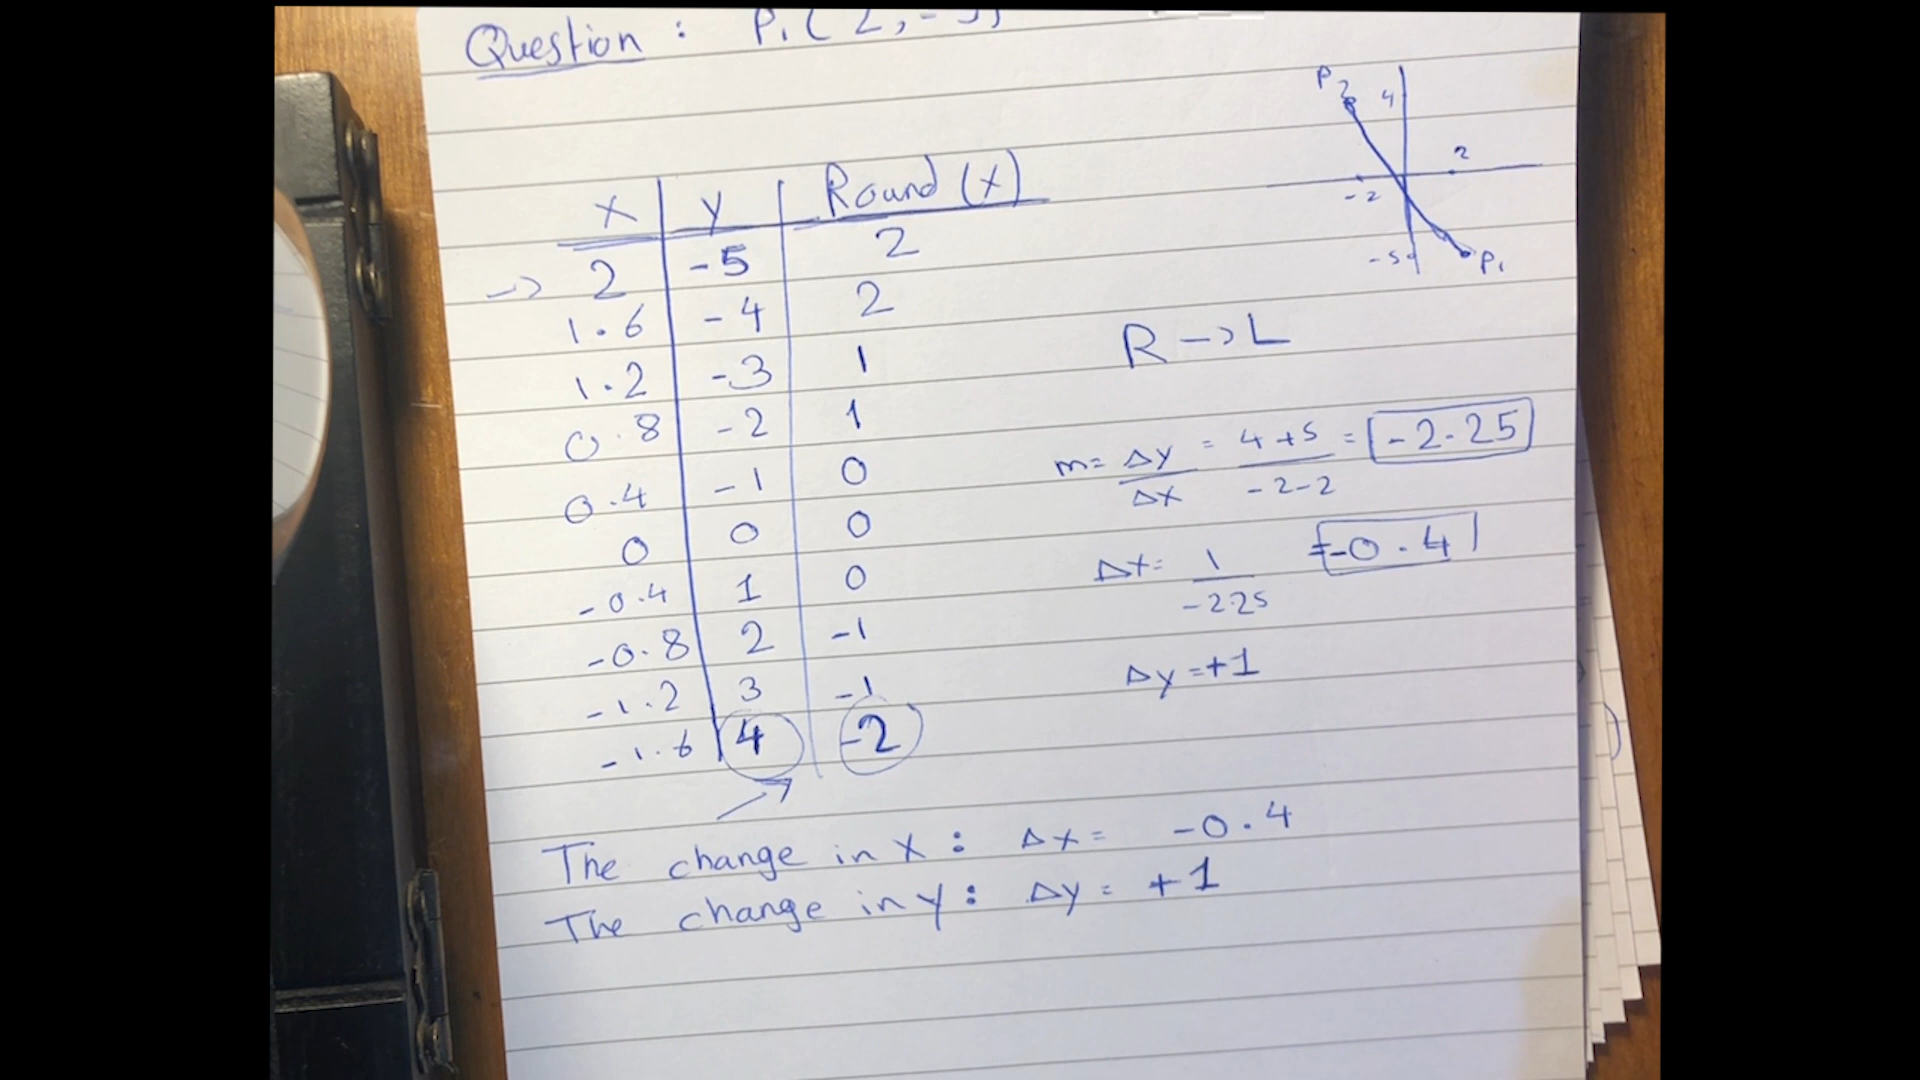 Question : P₁ ( 2, -5)
P2
4
2
-2
-5
P₁
x y Round (x)
-> 2 -5 2
1.6 -4 2
1.2 -3 1
0.8 -2 1
0.4 -1 0
0 0 0
-0.4 1 0
-0.8 2 -1
-1.2 3 -1
-1.6 4 -2
R -> L
m = Δy/Δx = 4+5/-2-2 = -2.25
Δx = 1/-2.25 = -0.4
Δy = +1
The change in x : Δx = -0.4
The change in y : Δy = +1